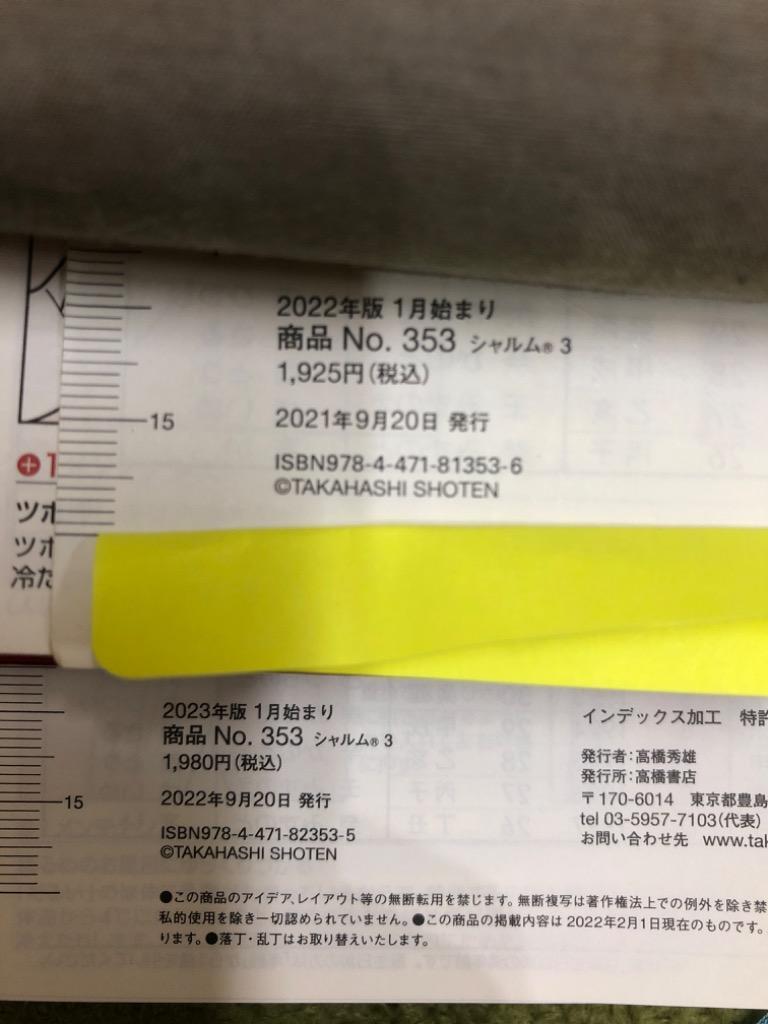 2022年版 1月始まり
商品 No. 353 シャルム® 3
1,925円(税込)
15
2021年9月20日 発行
ISBN978-4-471-81353-6
©TAKAHASHI SHOTEN
1
ツボ
ツボ
冷た
2023年版 1月始まり
商品 No. 353 シャルム® 3
1,980円(税込)
15
2022年9月20日 発行
ISBN978-4-471-82353-5
©TAKAHASHI SHOTEN
インデックス加工 特許
発行者:高橋秀雄
発行所:高橋書店
〒170-6014 東京都豊島
tel 03-5957-7103(代表)
お問い合わせ先 www.tak
●この商品のアイデア、レイアウト等の無断転用を禁じます。無断複写は著作権法上での例外を除き禁
私的使用を除き一切認められていません。●この商品の掲載内容は 2022年2月1日現在のものです。
ります。●落丁・乱丁はお取り替えいたします。